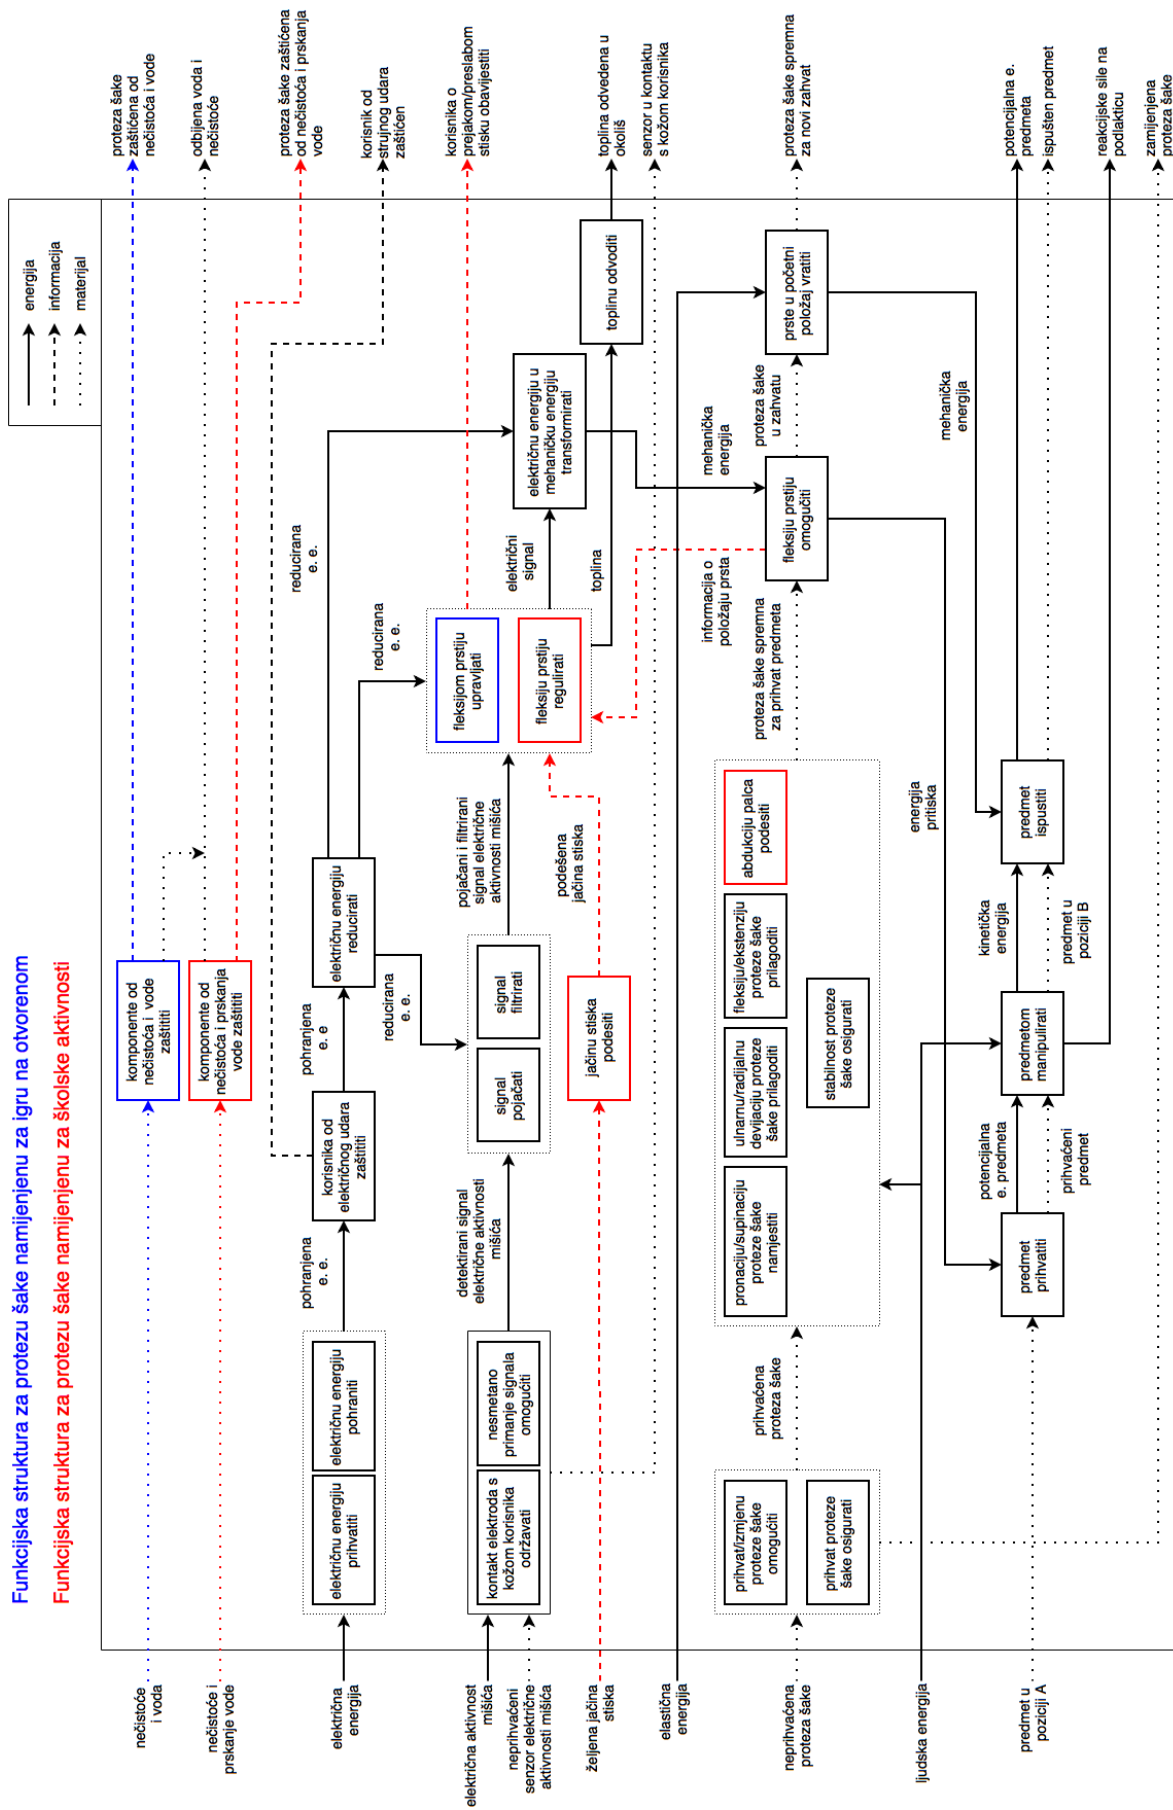 Funkcijska struktura za protezu šake namijenjenu za igru na otvorenom
Funkcijska struktura za protezu šake namijenjenu za školske aktivnosti
energija
informacija
materijal
nečistoće
i voda
komponente od
nečistoća i vode
zaštititi
proteza šake
zaštićena od
nečistoća i vode
odbijena voda i
nečistoće
nečistoće i
prskanje vode
komponente od
nečistoća i prskanja
vode zaštititi
proteza šake zaštićena
od nečistoća i prskanja
vode
korisnik od
strujnog udara
zaštićen
električna
energija
električnu energiju
prihvatiti
električnu energiju
pohraniti
pohranjena
e. e.
korisnika od
električnog udara
zaštititi
pohranjena
e. e
električnu energiju
reducirati
reducirana
e. e.
reducirana
e. e.
reducirana
e. e.
električna aktivnost
mišića
neprihvaćeni
senzor električne
aktivnosti mišića
kontakt elektroda s
kožom korisnika
održavati
nesmetano
primanje signala
omogućiti
detektirani signal
električne aktivnosti
mišića
signal
pojačati
signal
filtrirati
pojačani i filtrirani
signal električne
aktivnosti mišića
fleksijom prstiju
upravljati
fleksiju prstiju
regulirati
korisnika o
prejakom/preslabom
stisku obavijestiti
električni
signal
električnu energiju u
mehaničku energiju
transformirati
toplina
toplinu odvoditi
toplina odvedena u
okoliš
senzor u kontaktu
s kožom korisnika
željena jačina
stiska
jačinu stiska
podesiti
podešena
jačina stiska
elastična
energija
informacija o
položaju prsta
mehanička
energija
neprihvaćena
proteza šake
prihvat/izmjenu
proteze šake
omogućiti
prihvat proteze
šake osigurati
prihvaćena
proteza šake
pronaciju/supinaciju
proteze šake
namjestiti
ulnarnu/radijalnu
devijaciju proteze
šake prilagoditi
fleksiju/ekstenziju
proteze šake
prilagoditi
abdukciju palca
podesiti
stabilnost proteze
šake osigurati
proteza šake spremna
za prihvat predmeta
fleksiju prstiju
omogučiti
proteza šake
u zahvatu
prste u početni
položaj vratiti
proteza šake spremna
za novi zahvat
ljudska energija
energija
pritiska
mehanička
energija
predmet u
poziciji A
predmet
prihvatiti
potencijalna
e. predmeta
prihvaćeni
predmet
predmetom
manipulirati
kinetička
energija
predmet u
poziciji B
predmet
ispustiti
potencijalna e.
predmeta
ispušten predmet
reakcijske sile na
podlakticu
zamijenjena
proteza šake